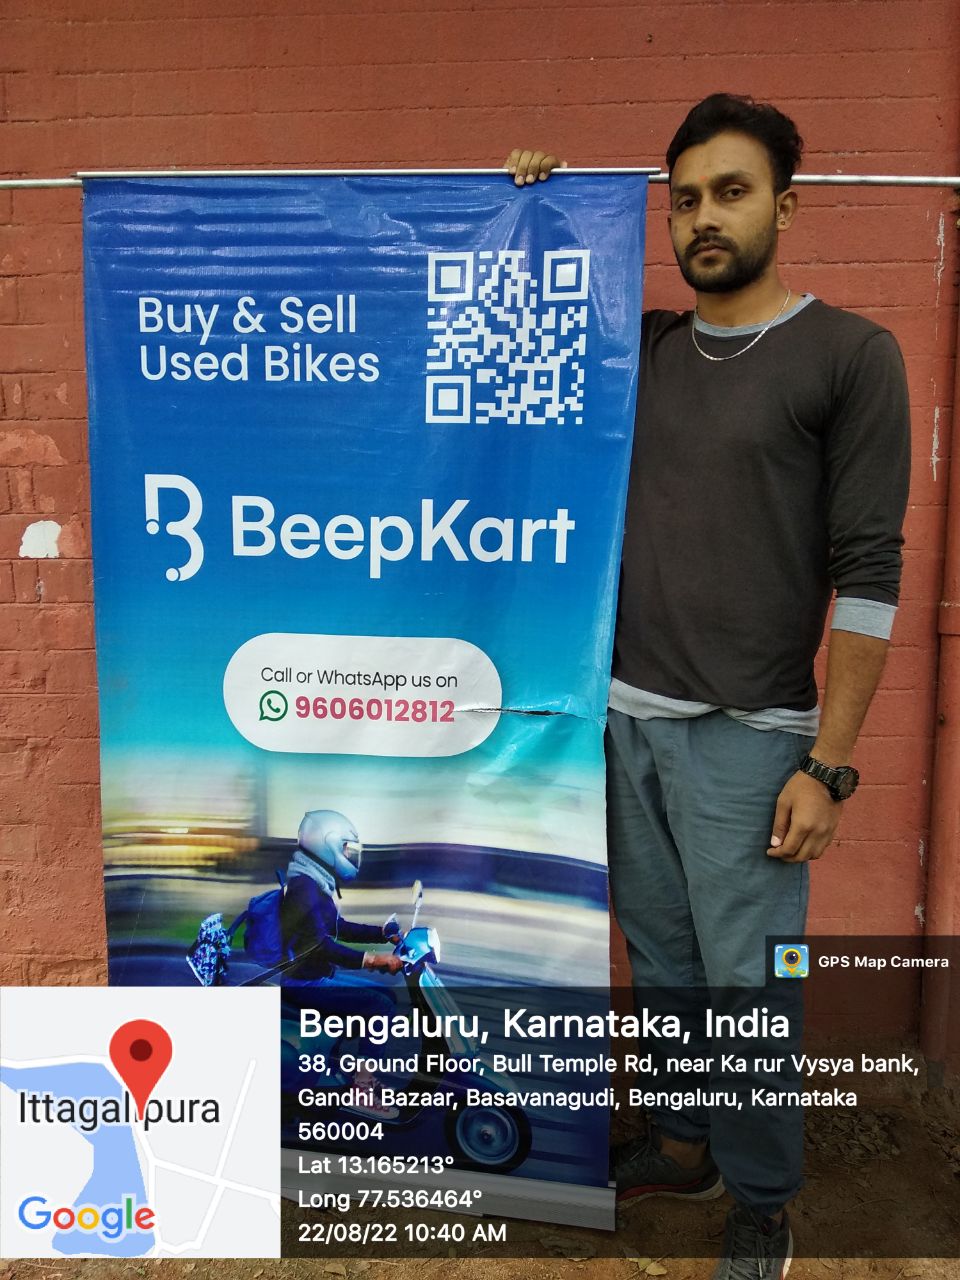 Buy & Sell
Used Bikes
BeepKart
Call or WhatsApp us on
9606012812
GPS Map Camera
Ittagalipura
Google
Bengaluru, Karnataka, India
38, Ground Floor, Bull Temple Rd, near Ka rur Vysya bank,
Gandhi Bazaar, Basavanagudi, Bengaluru, Karnataka
560004
Lat 13.165213°
Long 77.536464°
22/08/22 10:40 AM